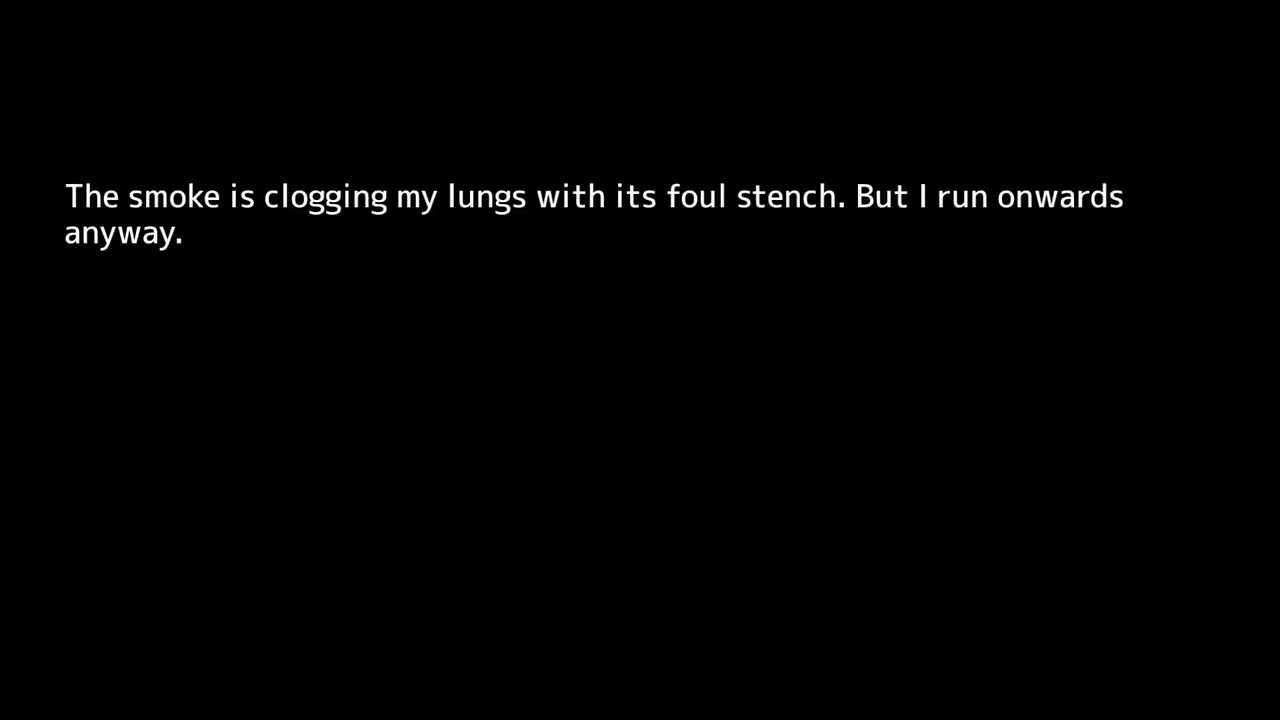 The smoke is clogging my lungs with its foul stench. But I run onwards
anyway.